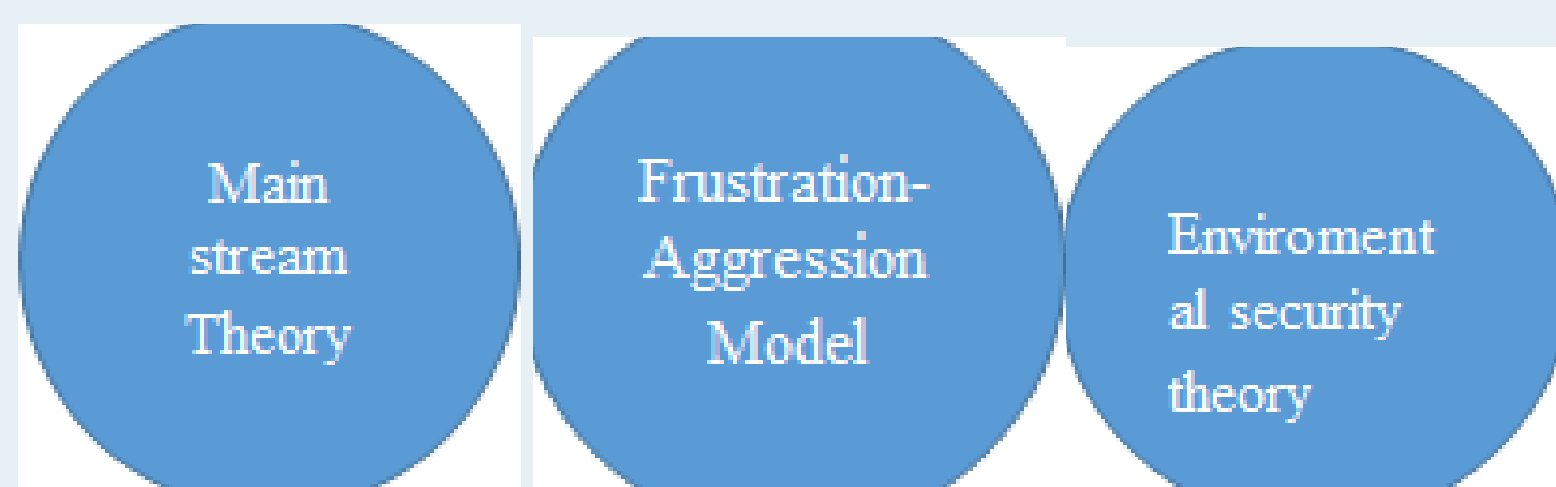 Main
stream
Theory
Frustration-
Aggression
Model
Enviroment
al security
theory